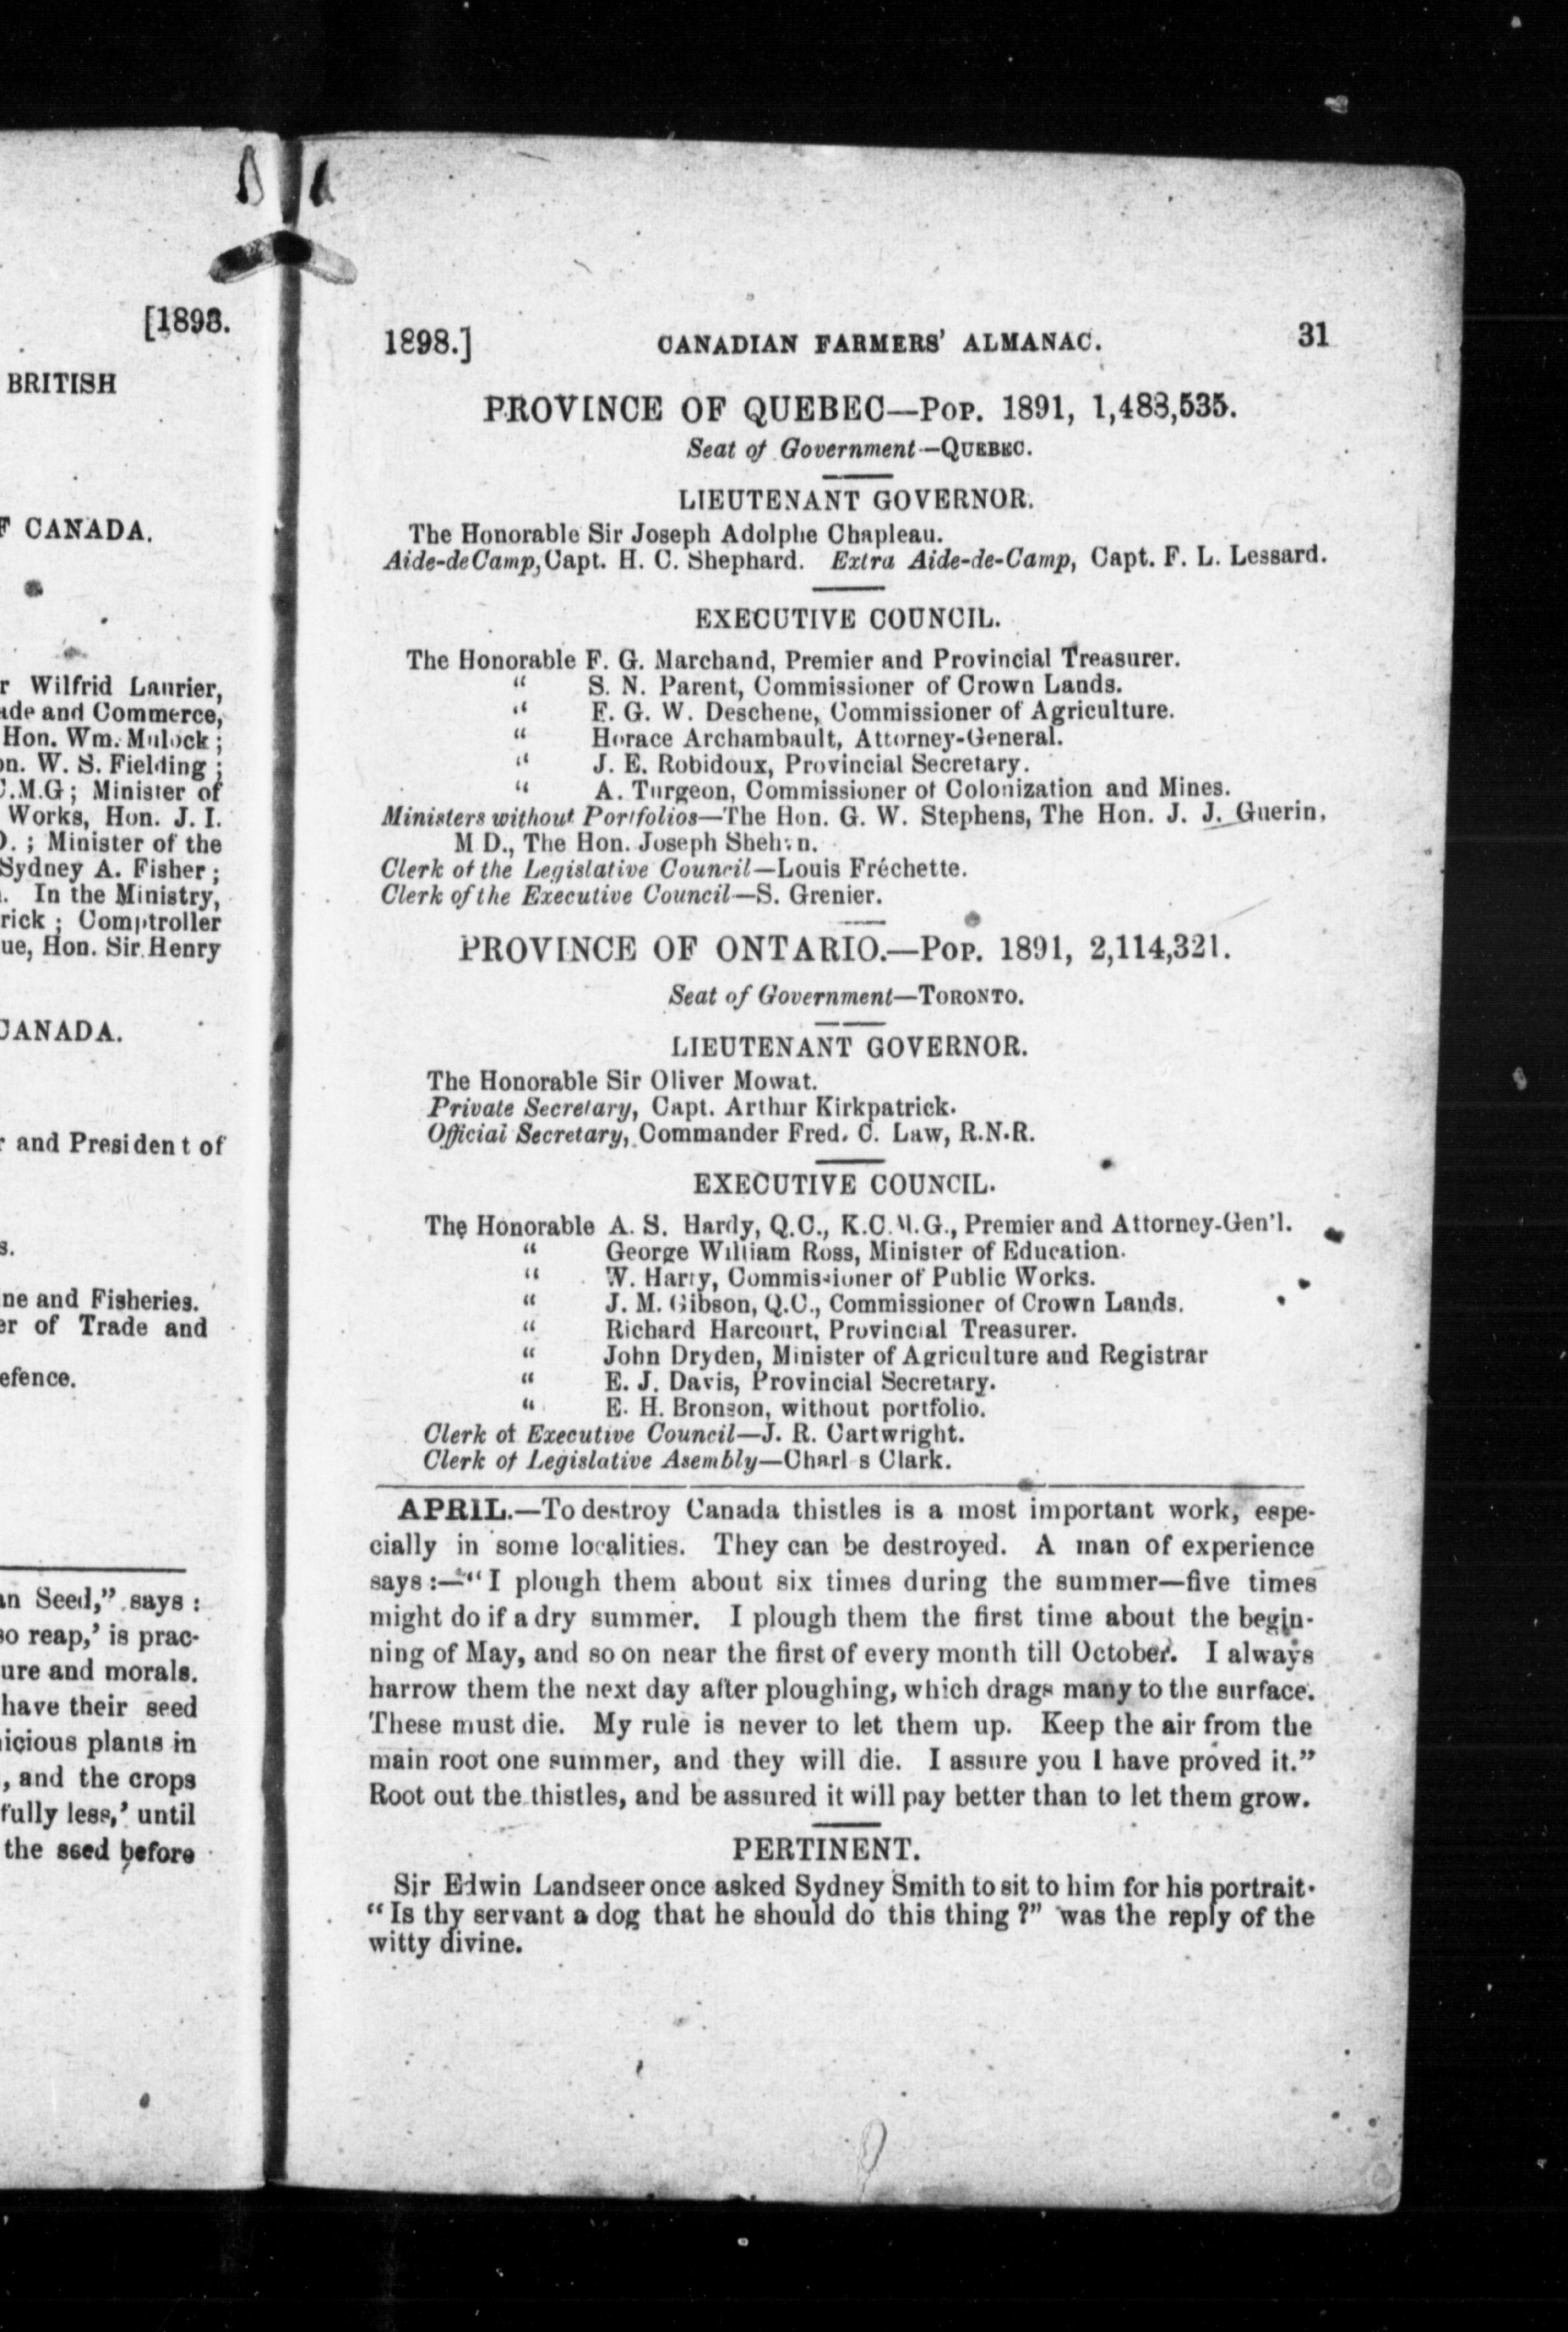 [1898.
BRITISH
F CANADA.
r Wilfrid Laurier,
ade and Commerce,
Hon. Wm. Mulock;
on. W. S. Fielding;
C.M.G; Minister of
Works, Hon. J. I.
D.; Minister of the
Sydney A. Fisher;
. In the Ministry,
rick; Comptroller
ue, Hon. Sir Henry
CANADA.
r and President of
s.
ne and Fisheries.
er of Trade and
efence.
an Seed," says:
so reap,' is prac-
ure and morals.
have their seed
nicious plants in
, and the crops
fully less,' until
the seed before
1898.] CANADIAN FARMERS' ALMANAC. 31
PROVINCE OF QUEBEC—POP. 1891, 1,488,535.
Seat of Government—QUEBEC.
LIEUTENANT GOVERNOR.
The Honorable Sir Joseph Adolphe Chapleau.
Aide-de Camp, Capt. H. C. Shephard. Extra Aide-de-Camp, Capt. F. L. Lessard.
EXECUTIVE COUNCIL.
The Honorable F. G. Marchand, Premier and Provincial Treasurer.
" S. N. Parent, Commissioner of Crown Lands.
" F. G. W. Deschene, Commissioner of Agriculture.
" Horace Archambault, Attorney-General.
" J. E. Robidoux, Provincial Secretary.
" A. Turgeon, Commissioner of Colonization and Mines.
Ministers without Portfolios—The Hon. G. W. Stephens, The Hon. J. J. Guerin,
M D., The Hon. Joseph Shehyn.
Clerk of the Legislative Council—Louis Fréchette.
Clerk of the Executive Council—S. Grenier.
PROVINCE OF ONTARIO.—POP. 1891, 2,114,321.
Seat of Government—TORONTO.
LIEUTENANT GOVERNOR.
The Honorable Sir Oliver Mowat.
Private Secretary, Capt. Arthur Kirkpatrick.
Official Secretary, Commander Fred. C. Law, R.N.R.
EXECUTIVE COUNCIL.
The Honorable A. S. Hardy, Q.C., K.C.M.G., Premier and Attorney-Gen'l.
" George William Ross, Minister of Education.
" W. Harty, Commissioner of Public Works.
" J. M. Gibson, Q.C., Commissioner of Crown Lands.
" Richard Harcourt, Provincial Treasurer.
" John Dryden, Minister of Agriculture and Registrar
" E. J. Davis, Provincial Secretary.
" E. H. Bronson, without portfolio.
Clerk of Executive Council—J. R. Cartwright.
Clerk of Legislative Asembly—Charl s Clark.
APRIL.—To destroy Canada thistles is a most important work, espe-
cially in some localities. They can be destroyed. A man of experience
says:—"I plough them about six times during the summer—five times
might do if a dry summer. I plough them the first time about the begin-
ning of May, and so on near the first of every month till October. I always
harrow them the next day after ploughing, which drags many to the surface.
These must die. My rule is never to let them up. Keep the air from the
main root one summer, and they will die. I assure you I have proved it."
Root out the thistles, and be assured it will pay better than to let them grow.
PERTINENT.
Sir Edwin Landseer once asked Sydney Smith to sit to him for his portrait.
"Is thy servant a dog that he should do this thing?" was the reply of the
witty divine.